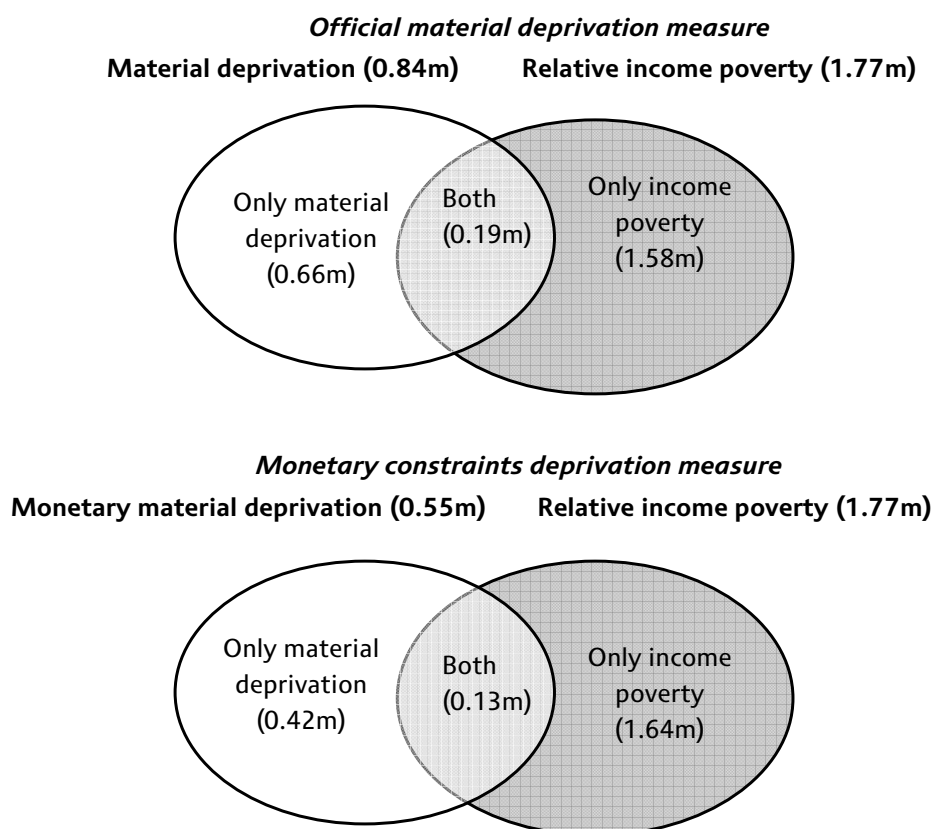 Official material deprivation measure
Material deprivation (0.84m) Relative income poverty (1.77m)
Only material
deprivation
(0.66m)
Both
(0.19m)
Only income
poverty
(1.58m)
Monetary constraints deprivation measure
Monetary material deprivation (0.55m) Relative income poverty (1.77m)
Only material
deprivation
(0.42m)
Both
(0.13m)
Only income
poverty
(1.64m)